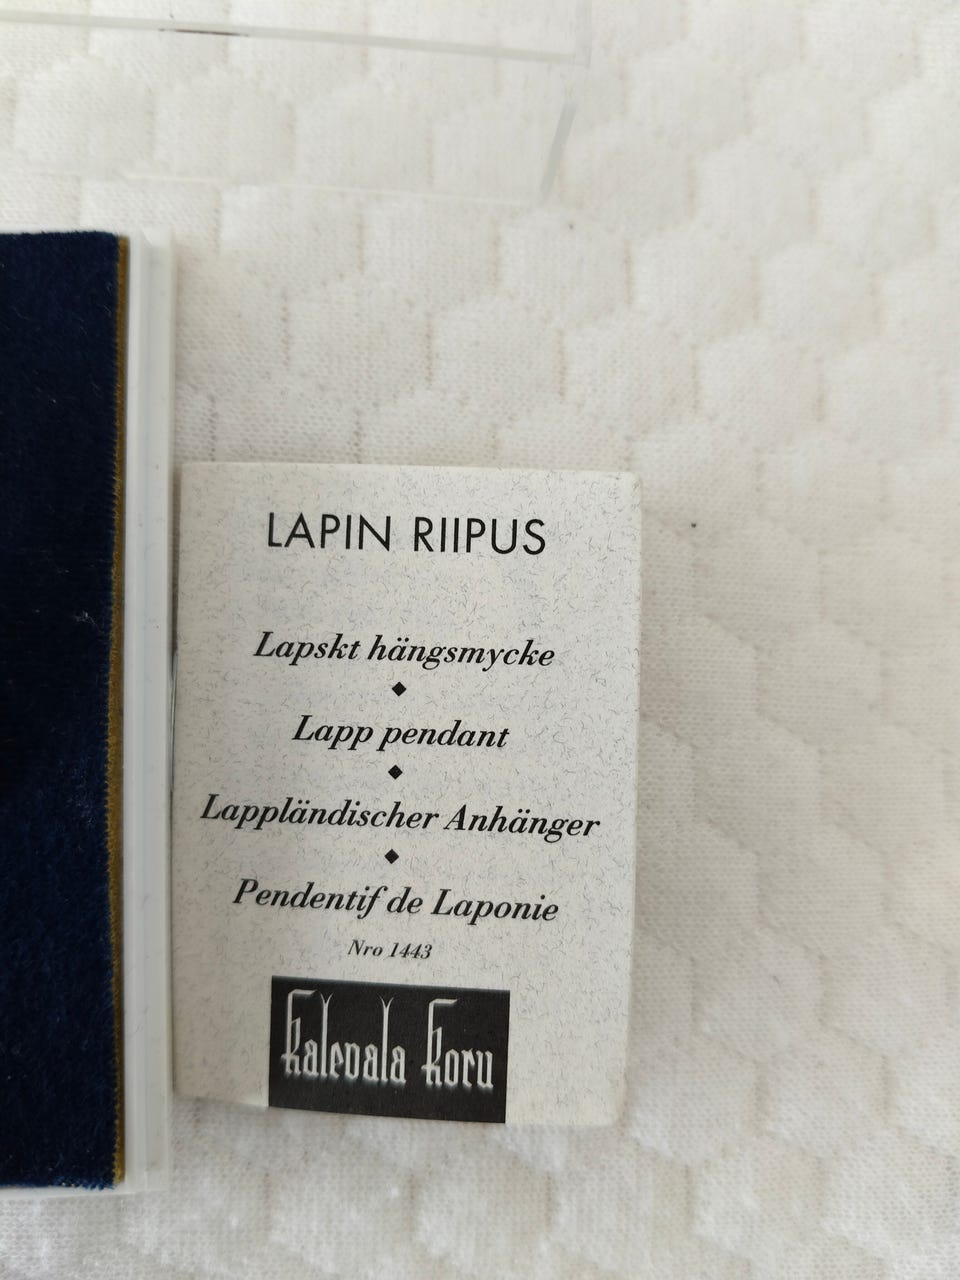 LAPIN RIIPUS
Lapskt hängsmycke
Lapp pendant
Lappländischer Anhänger
Pendentif de Laponie
Nro 1443
Kalevala Koru